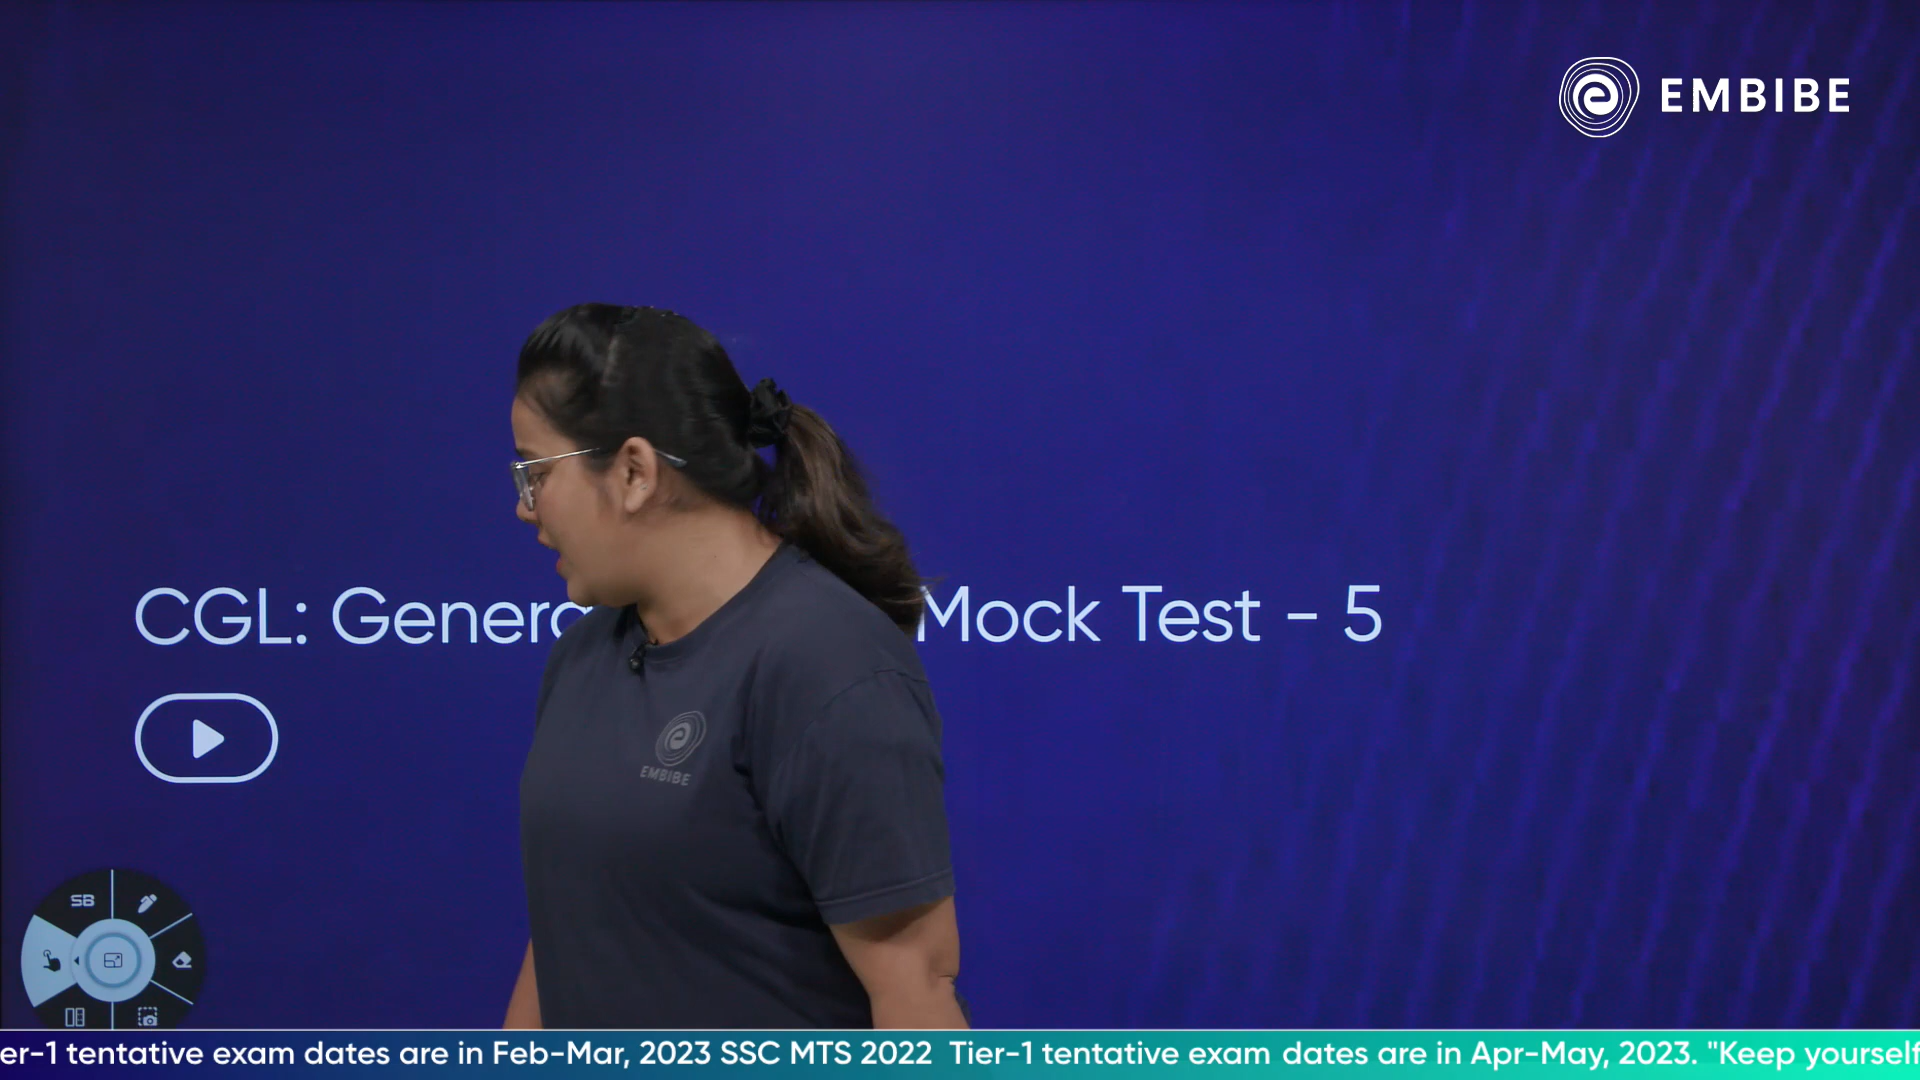 EMBIBE
CGL: Genera Mock Test - 5
EMBIBE
SB
er-1 tentative exam dates are in Feb-Mar, 2023 SSC MTS 2022 Tier-1 tentative exam dates are in Apr-May, 2023. "Keep yourself